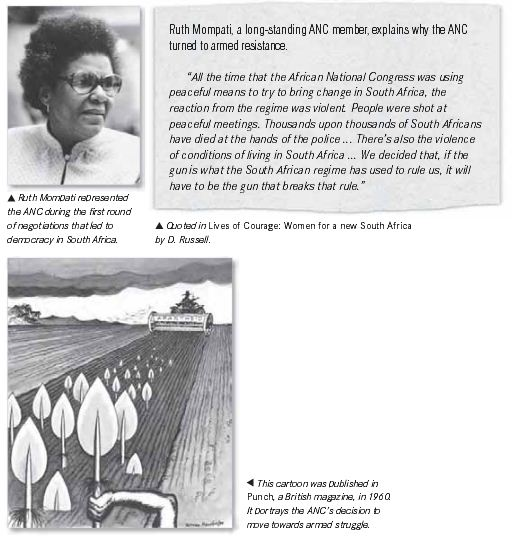 Ruth Mompati, a long-standing ANC member, explains why the ANC
turned to armed resistance.
"All the time that the African National Congress was using
peaceful means to try to bring change in South Africa, the
reaction from the regime was violent. People were shot at
peaceful meetings. Thousands upon thousands of South Africans
have died at the hands of the police ... There's also the violence
of conditions of living in South Africa ... We decided that, if the
gun is what the South African regime has used to rule us, it will
have to be the gun that breaks that rule."
▲ Ruth Mompati represented
the ANC during the first round
of negotiations that led to
democracy in South Africa.
▲ Quoted in Lives of Courage: Women for a new South Africa
by D. Russell.
APARTHEID
◄ This cartoon was published in
Punch, a British magazine, in 1960.
It portrays the ANC's decision to
move towards armed struggle.